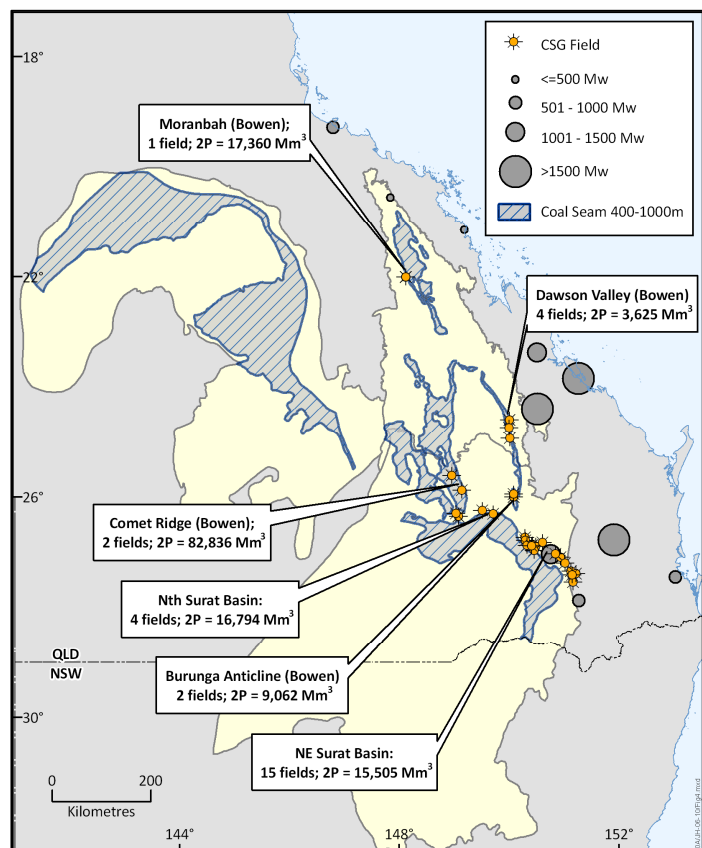 18°
22°
26°
30°
CSG Field
<=500 Mw
501 - 1000 Mw
1001 - 1500 Mw
>1500 Mw
Coal Seam 400-1000m
Moranbah (Bowen);
1 field; 2P = 17,360 Mm³
Dawson Valley (Bowen)
4 fields; 2P = 3,625 Mm³
Comet Ridge (Bowen);
2 fields; 2P = 82,836 Mm³
Nth Surat Basin:
4 fields; 2P = 16,794 Mm³
QLD
NSW
Burunga Anticline (Bowen)
2 fields; 2P = 9,062 Mm³
NE Surat Basin:
15 fields; 2P = 15,505 Mm³
0 200
Kilometres
144° 148° 152°